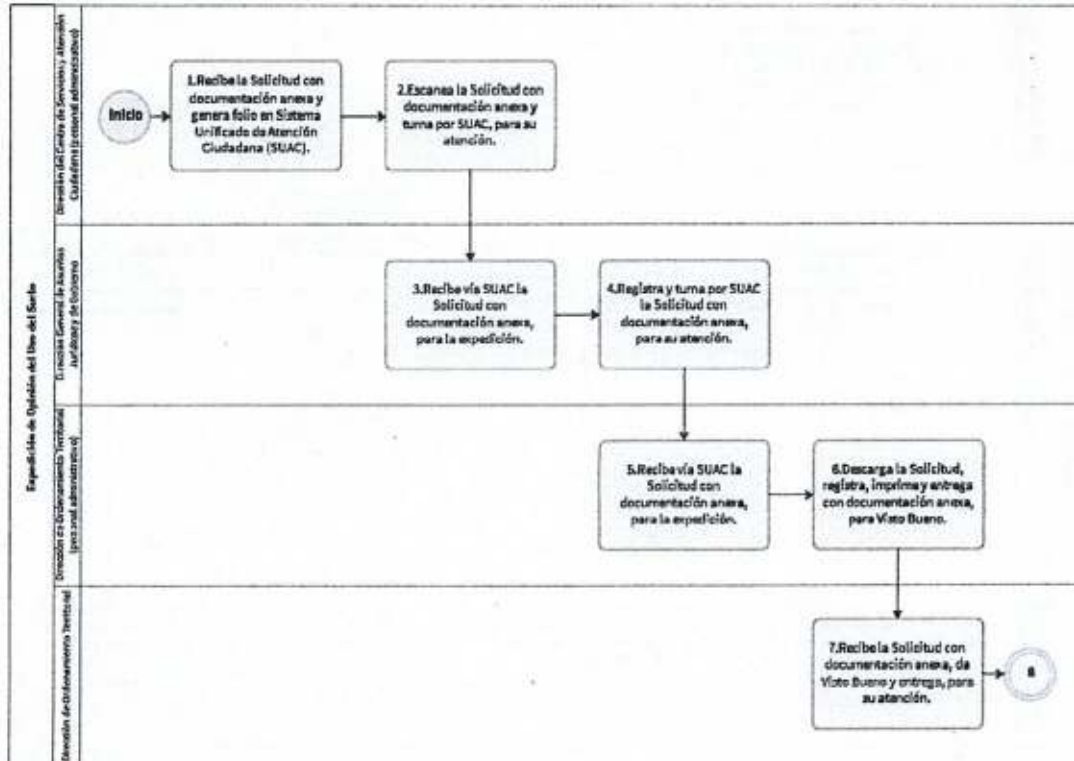 Expedición de Opinión del Uso del Suelo
Dirección del Centro de Servicios y Atención
Ciudadana (personal administrativo)
Inicio
1.Recibe la Solicitud con
documentación anexa y
genera folio en Sistema
Unificado de Atención
Ciudadana (SUAC).
2.Escanea la Solicitud con
documentación anexa y
turna por SUAC, para su
atención.
Dirección General de Asuntos
Jurídicos y de Gobierno
3.Recibe vía SUAC la
Solicitud con
documentación anexa,
para la expedición.
4.Registra y turna por SUAC
la Solicitud con
documentación anexa,
para su atención.
Dirección de Ordenamiento Territorial
(personal administrativo)
5.Recibe vía SUAC la
Solicitud con
documentación anexa,
para la expedición.
6.Descarga la Solicitud,
registra, imprime y entrega
con documentación anexa,
para Visto Bueno.
Dirección de Ordenamiento Territorial
7.Recibe la Solicitud con
documentación anexa, da
Visto Bueno y entrega, para
su atención.